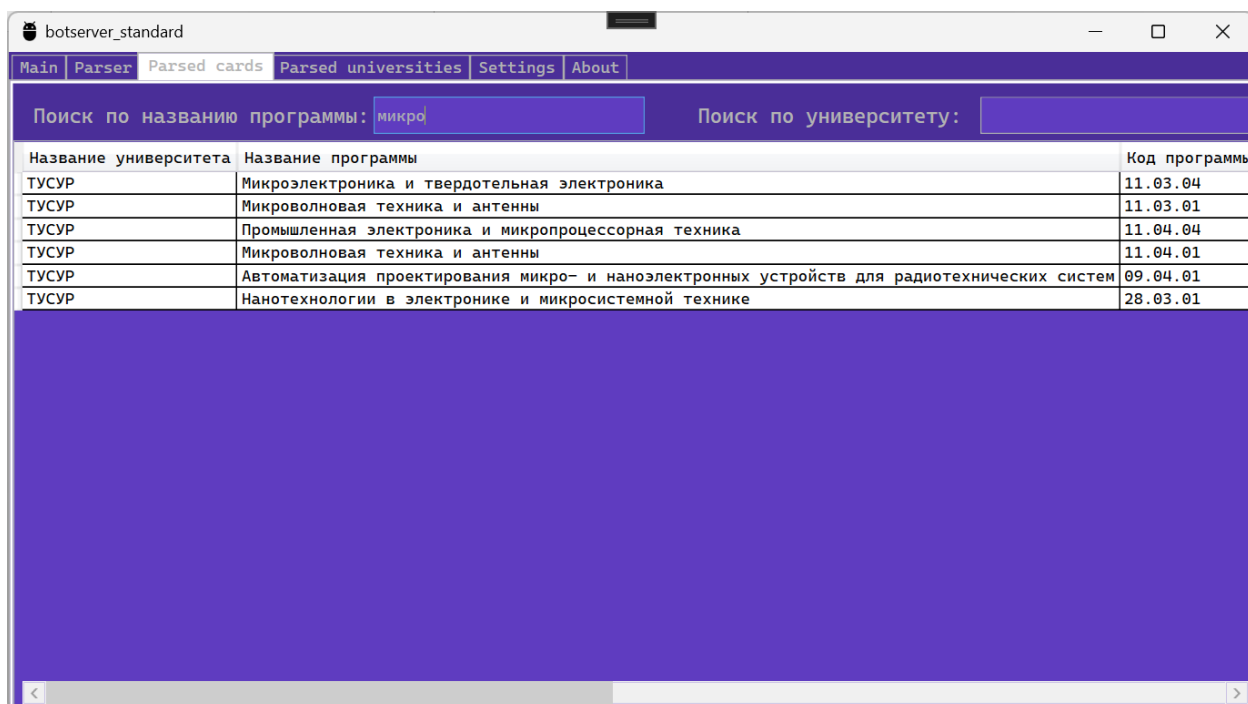 botserver_standard
Main Parser Parsed cards Parsed universities Settings About
Поиск по названию программы: микро Поиск по университету:
Название университета Название программы Код программы
ТУСУР Микроэлектроника и твердотельная электроника 11.03.04
ТУСУР Микроволновая техника и антенны 11.03.01
ТУСУР Промышленная электроника и микропроцессорная техника 11.04.04
ТУСУР Микроволновая техника и антенны 11.04.01
ТУСУР Автоматизация проектирования микро- и наноэлектронных устройств для радиотехнических систем 09.04.01
ТУСУР Нанотехнологии в электронике и микросистемной технике 28.03.01